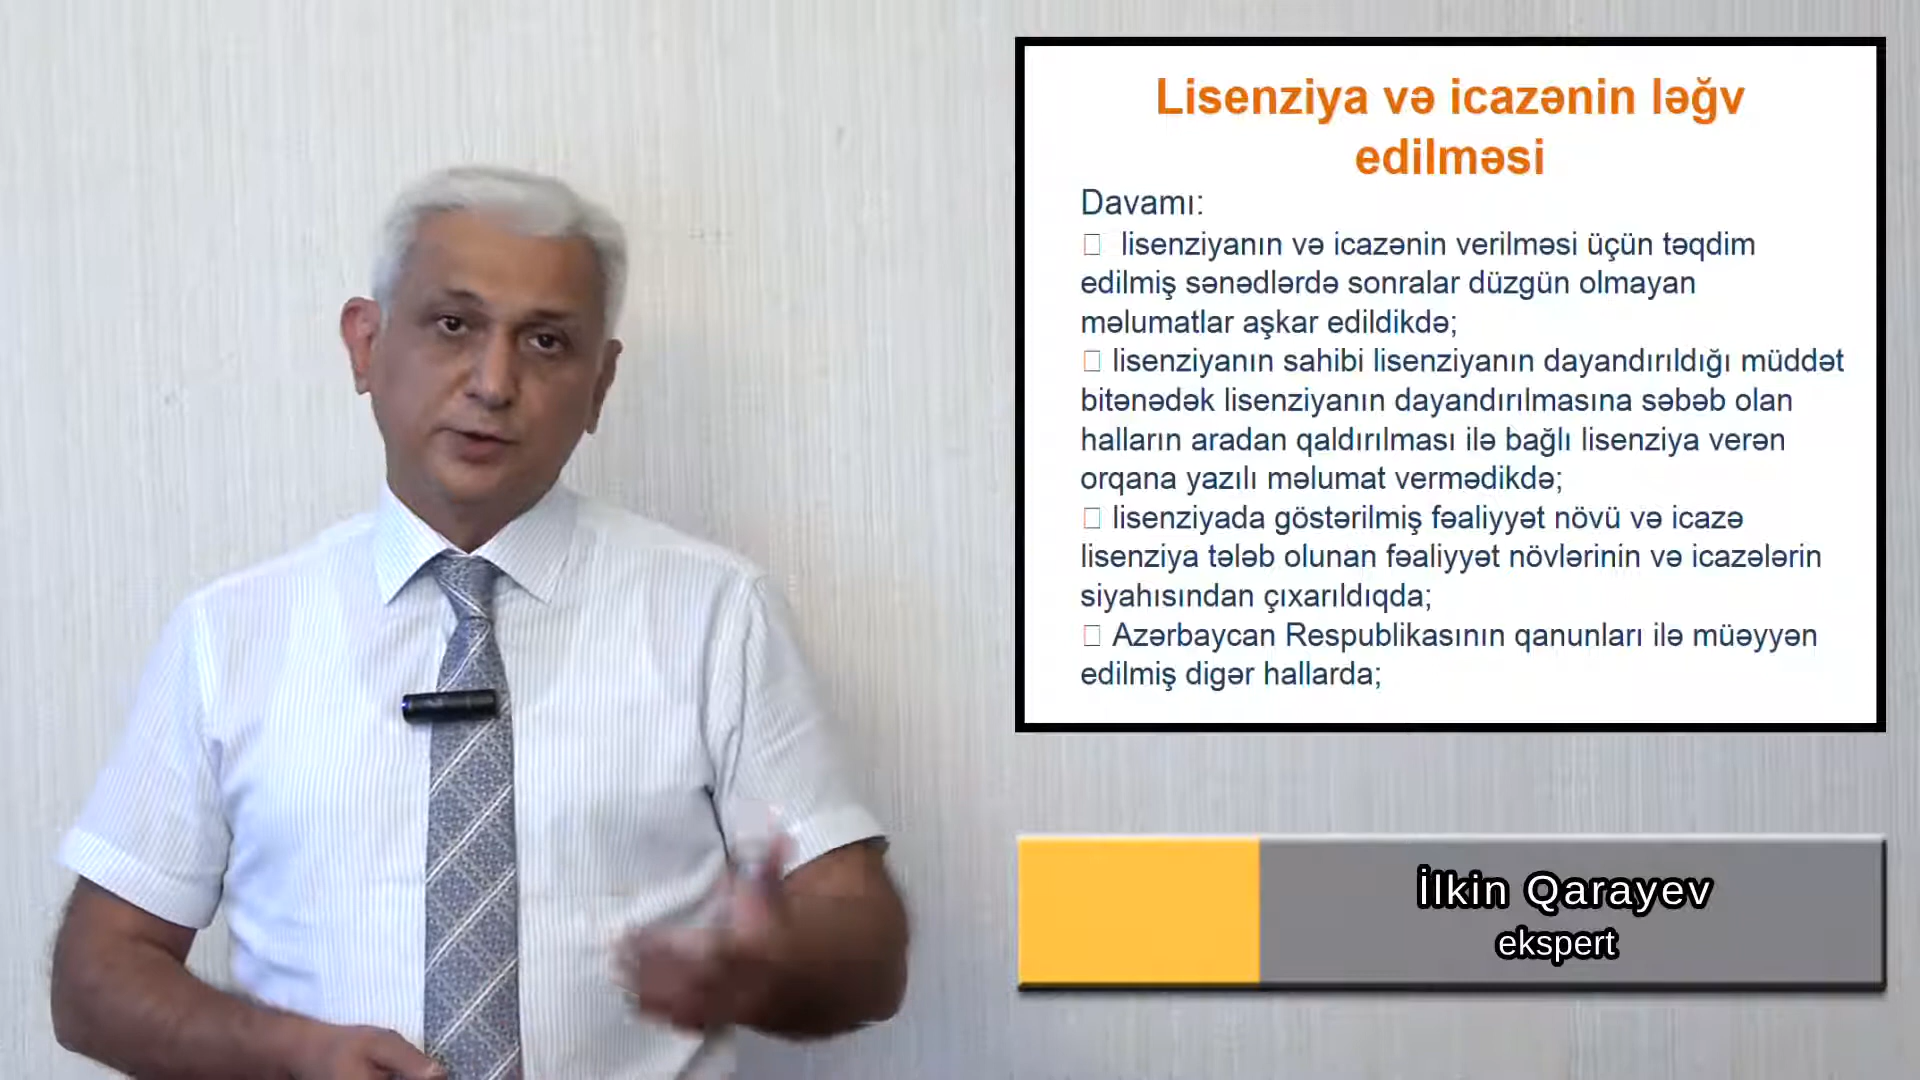 Lisenziya və icazənin ləğv
edilməsi
Davamı:
lisenziyanın və icazənin verilməsi üçün təqdim
edilmiş sənədlərdə sonralar düzgün olmayan
məlumatlar aşkar edildikdə;
lisenziyanın sahibi lisenziyanın dayandırıldığı müddət
bitənədək lisenziyanın dayandırılmasına səbəb olan
halların aradan qaldırılması ilə bağlı lisenziya verən
orqana yazılı məlumat vermədikdə;
lisenziyada göstərilmiş fəaliyyət növü və icazə
lisenziya tələb olunan fəaliyyət növlərinin və icazələrin
siyahısından çıxarıldıqda;
Azərbaycan Respublikasının qanunları ilə müəyyən
edilmiş digər hallarda;
İlkin Qarayev
ekspert